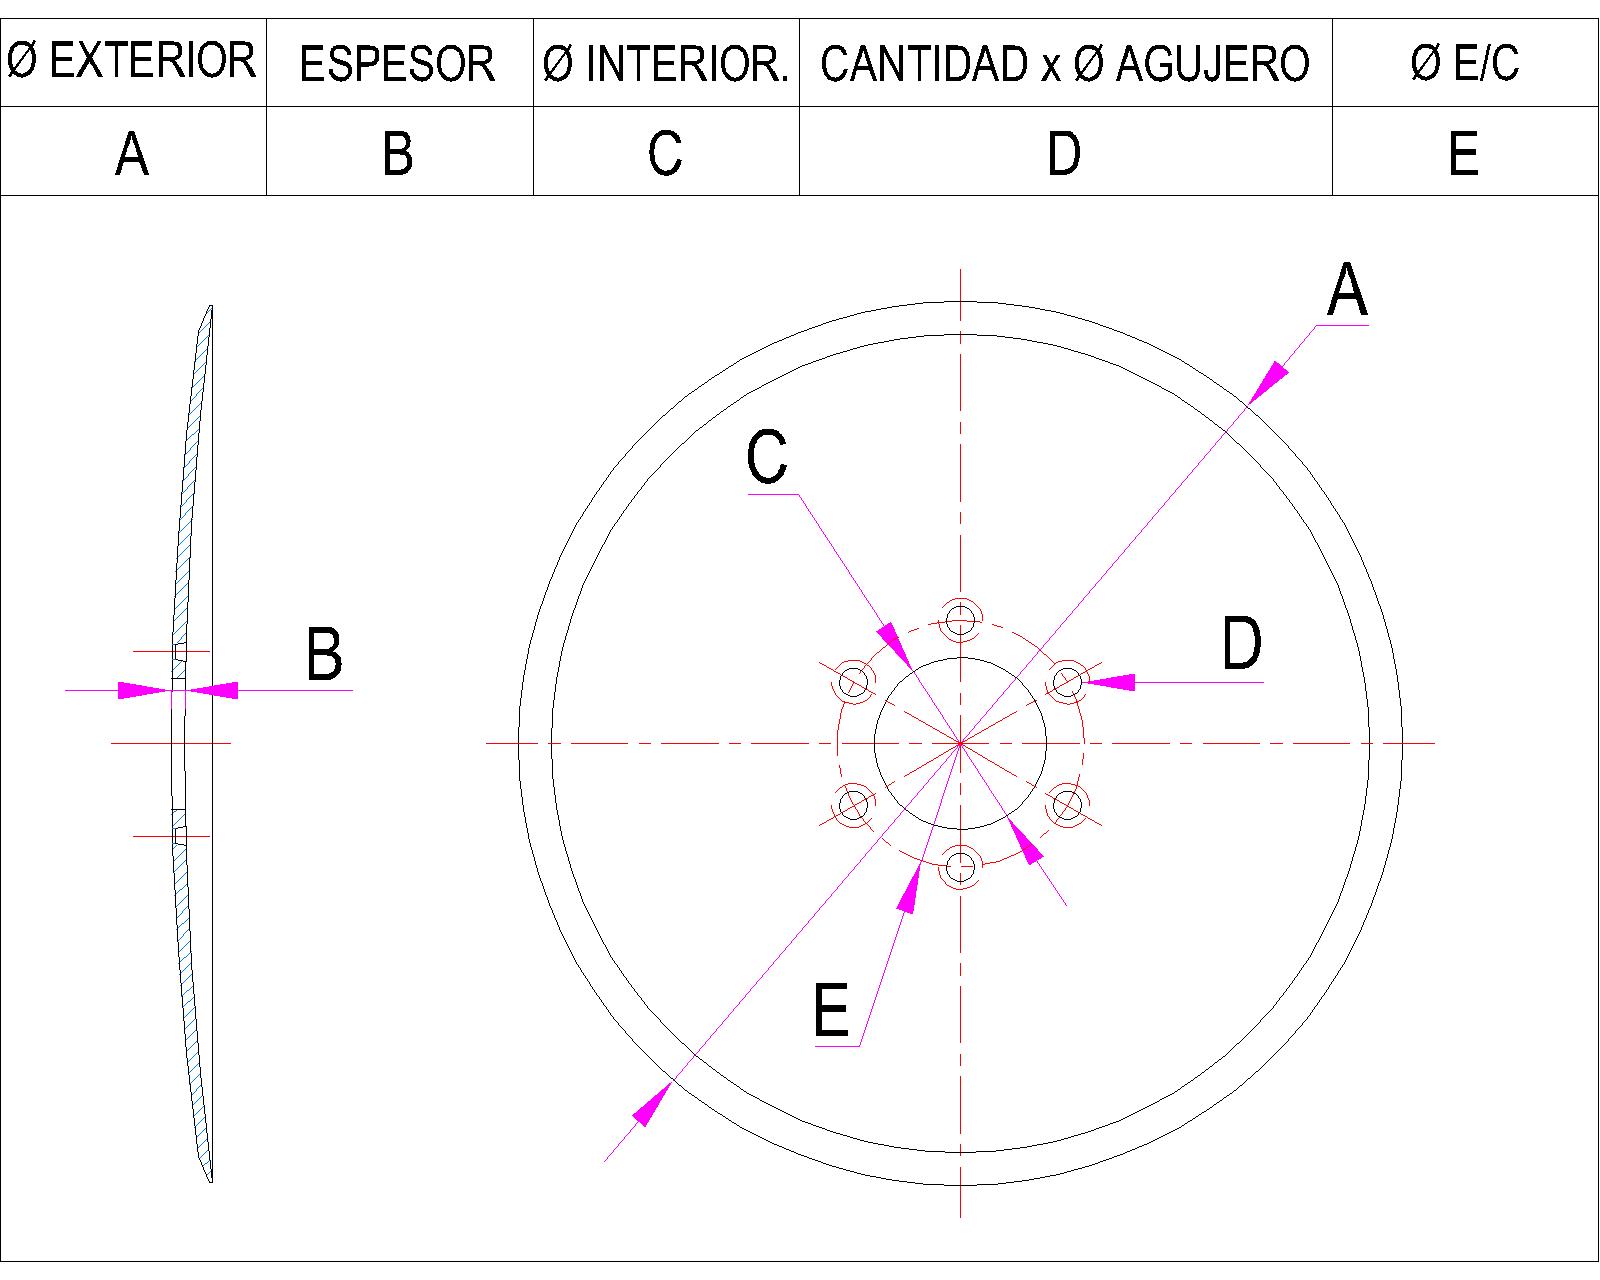 Ø EXTERIOR ESPESOR Ø INTERIOR. CANTIDAD x Ø AGUJERO Ø E/C
A B C D E
A
C
B
D
E